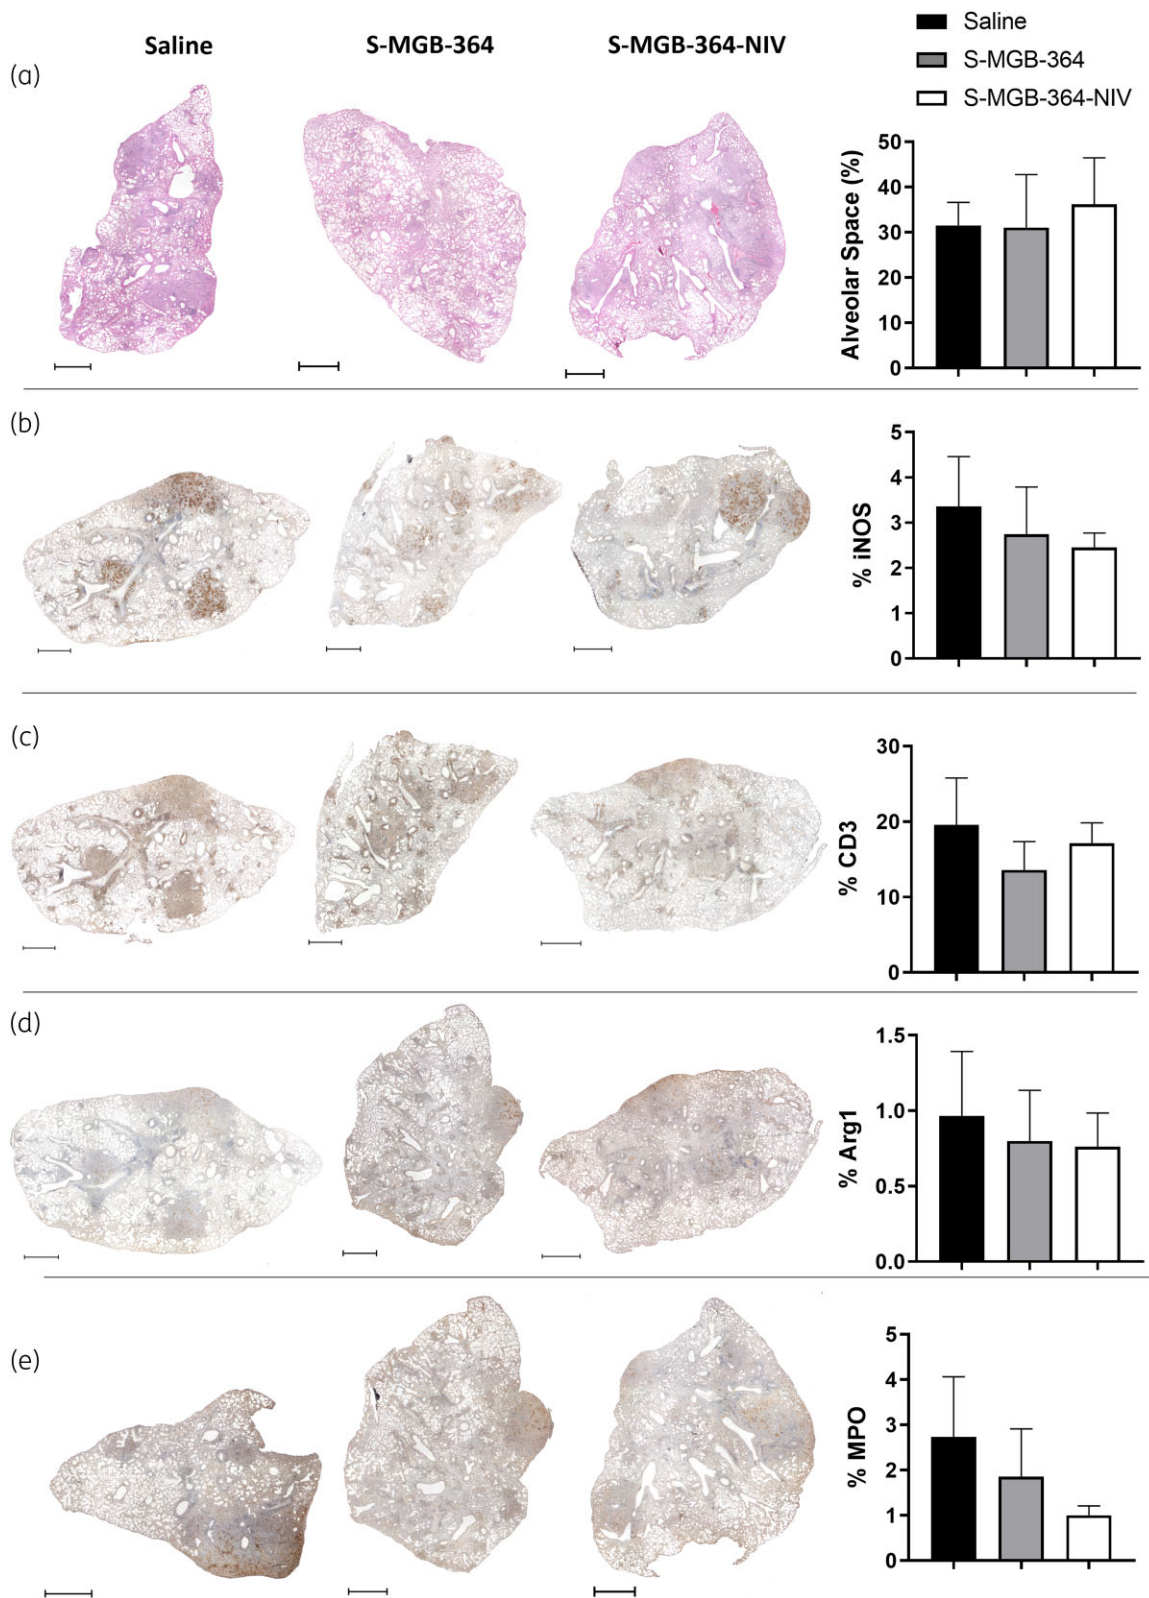 Saline S-MGB-364 S-MGB-364-NIV
Saline
S-MGB-364
S-MGB-364-NIV
(a)
Alveolar Space (%)
50
40
30
20
10
0
(b)
% iNOS
5
4
3
2
1
0
(c)
% CD3
30
20
10
0
(d)
% Arg1
1.5
1.0
0.5
0.0
(e)
% MPO
5
4
3
2
1
0